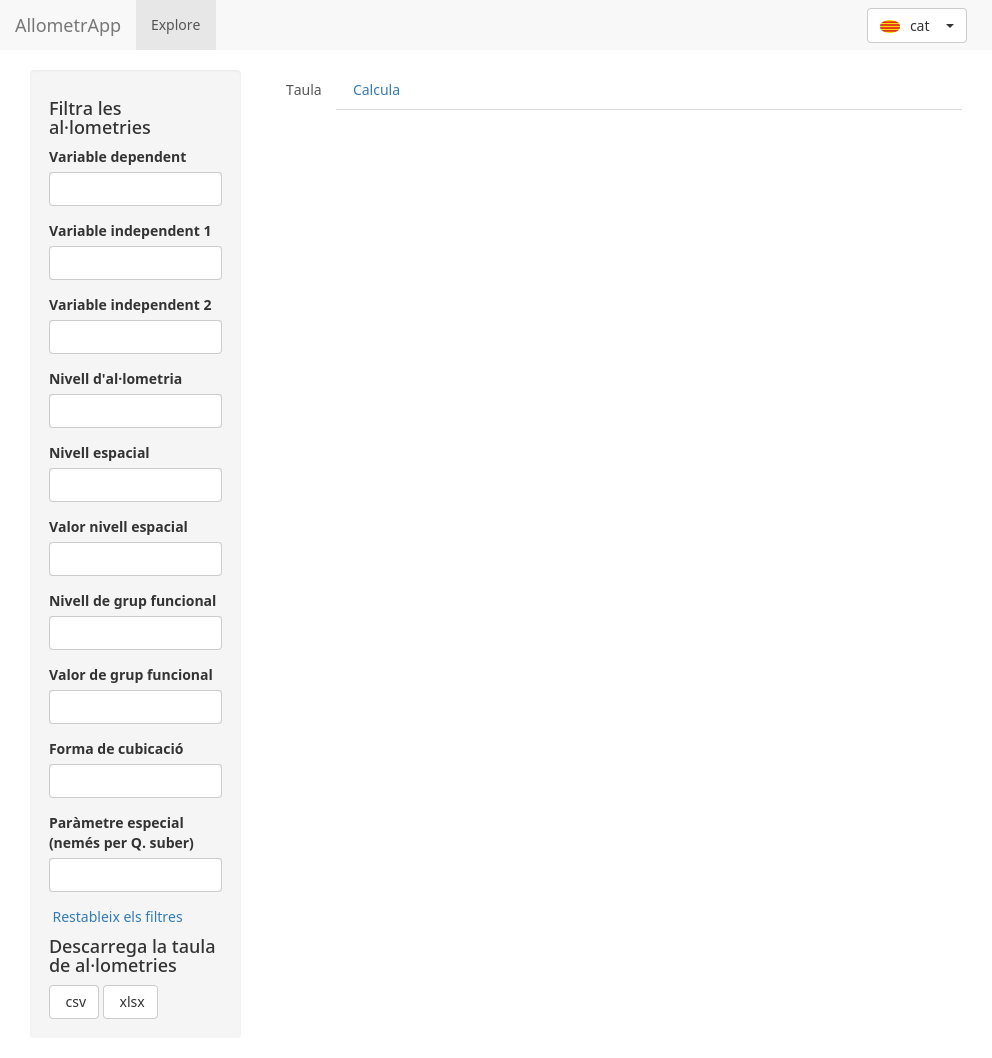 AllometrApp
Explore
cat
Filtra les
al·lometries
Variable dependent
Variable independent 1
Variable independent 2
Nivell d'al·lometria
Nivell espacial
Valor nivell espacial
Nivell de grup funcional
Valor de grup funcional
Forma de cubicació
Paràmetre especial
(nemés per Q. suber)
Restableix els filtres
Descarrega la taula
de al·lometries
csv
xlsx
Taula
Calcula